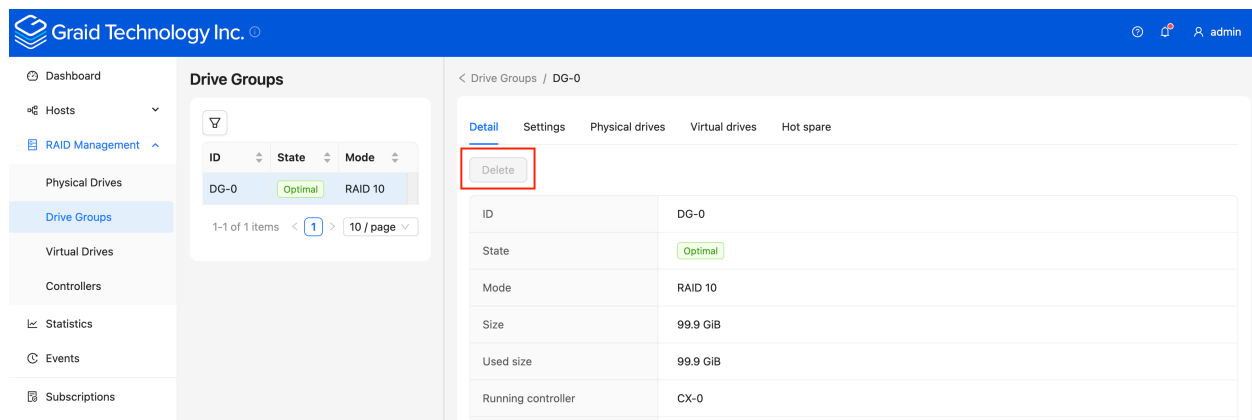 Graid Technology Inc.
admin
Dashboard
Hosts
RAID Management
Physical Drives
Drive Groups
Virtual Drives
Controllers
Statistics
Events
Subscriptions
Drive Groups
ID State Mode
DG-0 Optimal RAID 10
1-1 of 1 items < 1 > 10 / page
< Drive Groups / DG-0
Detail Settings Physical drives Virtual drives Hot spare
Delete
ID DG-0
State Optimal
Mode RAID 10
Size 99.9 GiB
Used size 99.9 GiB
Running controller CX-0